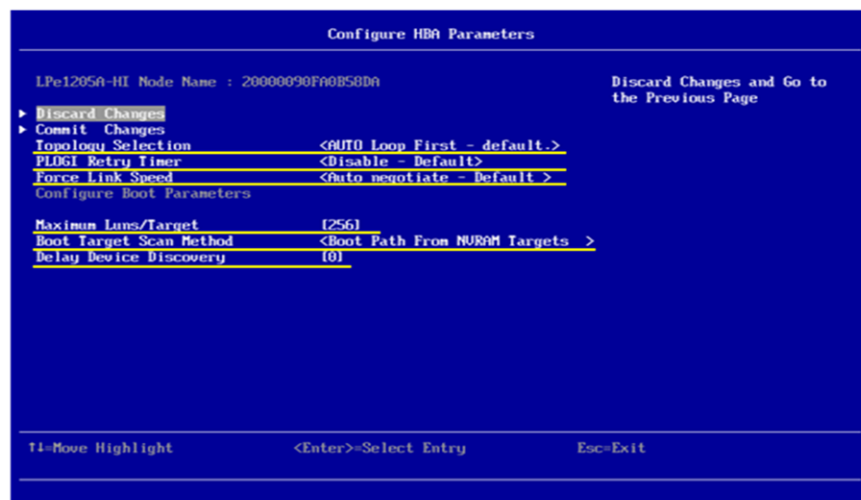 Configure HBA Parameters
LPe1205A-HI Node Name : 20000090FA0B58DA
Discard Changes and Go to
the Previous Page
► Discard Changes
► Commit Changes
Topology Selection <AUTO Loop First - default.>
PLOGI Retry Timer <Disable - Default>
Force Link Speed <Auto negotiate - Default >
Configure Boot Parameters
Maximum Luns/Target [256]
Boot Target Scan Method <Boot Path From NVRAM Targets >
Delay Device Discovery [0]
↑↓=Move Highlight <Enter>=Select Entry Esc=Exit